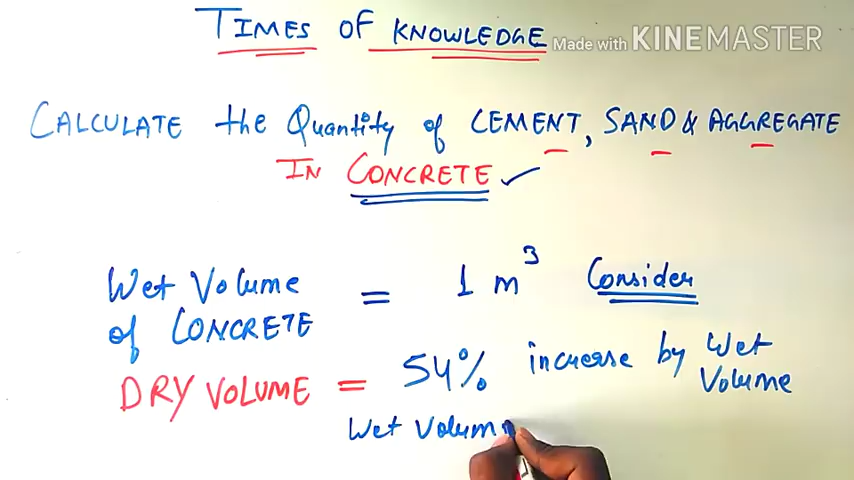 TIMES OF KNOWLEDGE
Made with KINEMASTER
CALCULATE the Quantity of CEMENT, SAND & AGGREGATE
IN CONCRETE
Wet Volume = 1 m³ Consider
of CONCRETE
DRY VOLUME = 54% increase by Wet
Volume
Wet Volum